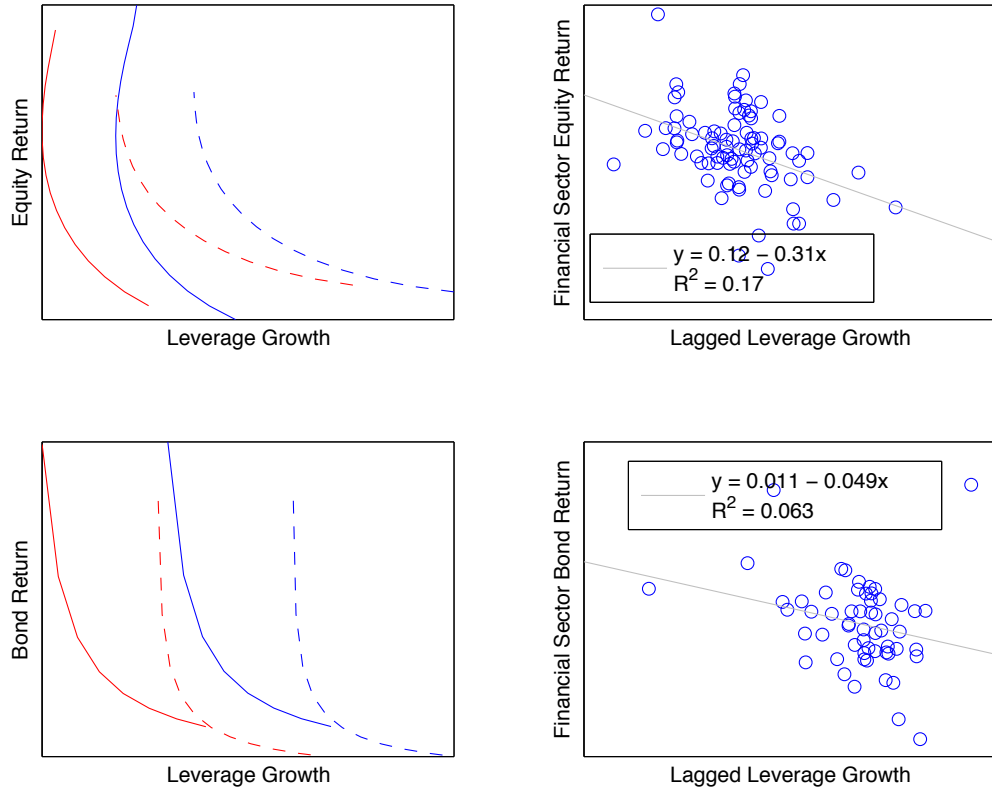 Equity Return
Leverage Growth
Financial Sector Equity Return
y = 0.12 − 0.31x
R² = 0.17
Lagged Leverage Growth
Bond Return
Leverage Growth
Financial Sector Bond Return
y = 0.011 − 0.049x
R² = 0.063
Lagged Leverage Growth